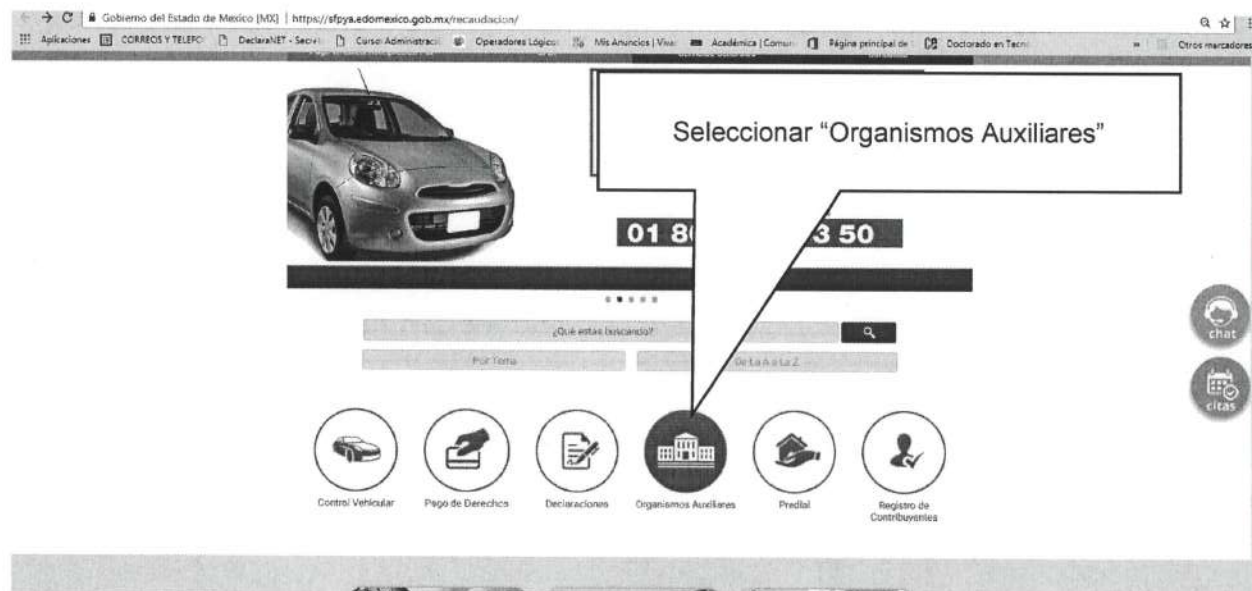 Gobierno del Estado de Mexico [MX] | https://sfpya.edomexico.gob.mx/recaudacion/
Aplicaciones CORREOS Y TELEFO DeclaraNET - Secre Curso: Administraci Operadores Lógico: Mis Anuncios | Viva Académica | Comun Página principal de Doctorado en Tecn » Otros marcadores
Seleccionar “Organismos Auxiliares”
01 8 3 50
¿Qué estas buscando?
Por Tema De la A a la Z
chat
citas
Control Vehicular Pago de Derechos Declaraciones Organismos Auxiliares Predial Registro de
Contribuyentes